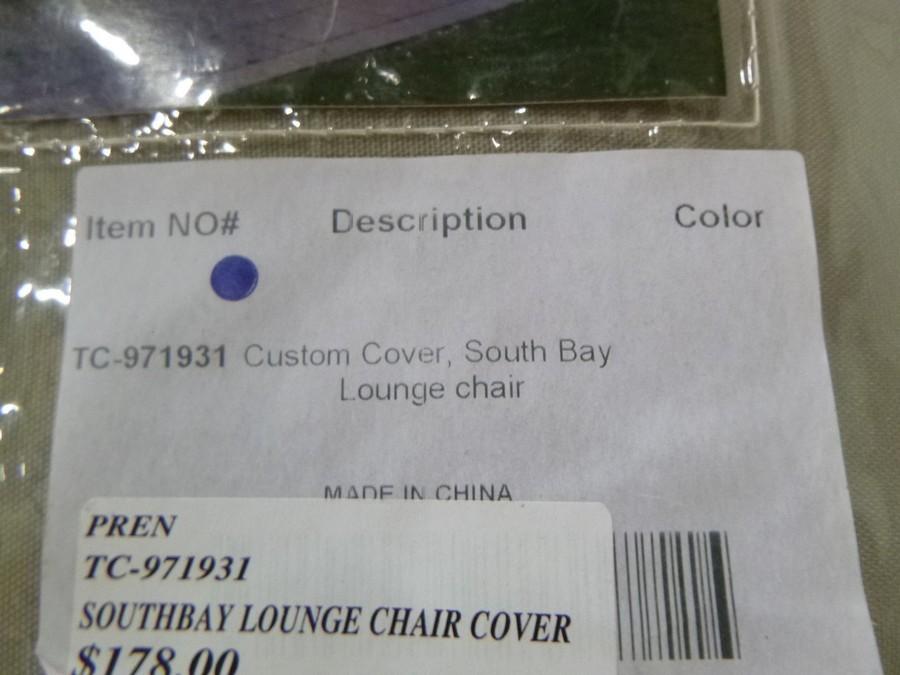 Item NO# Description Color
TC-971931 Custom Cover, South Bay
Lounge chair
MADE IN CHINA
PREN
TC-971931
SOUTHBAY LOUNGE CHAIR COVER
$178.00